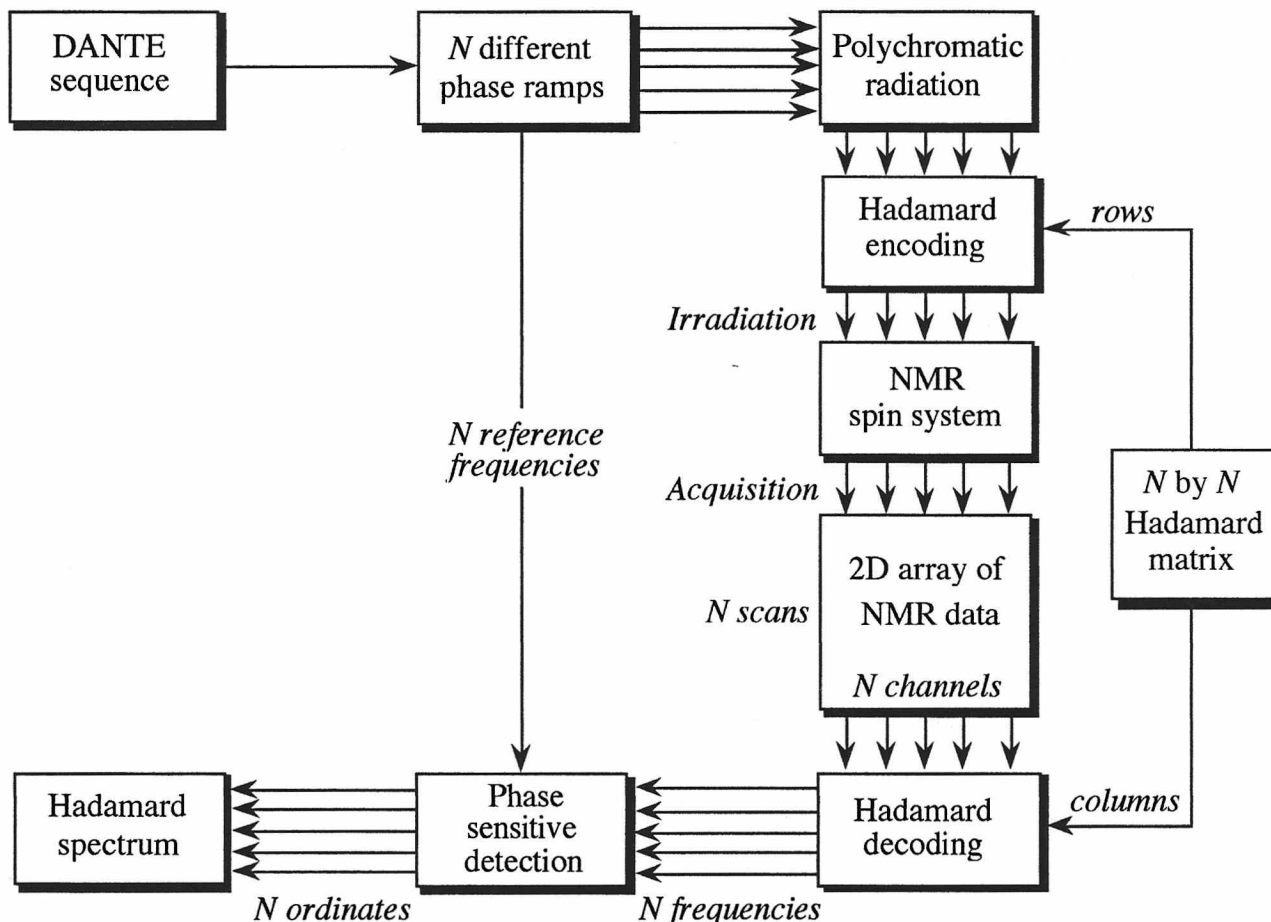 DANTE
sequence
N different
phase ramps
Polychromatic
radiation
Hadamard
encoding
rows
Irradiation
NMR
spin system
N reference
frequencies
Acquisition
N by N
Hadamard
matrix
2D array of
NMR data
N scans
N channels
Hadamard
spectrum
Phase
sensitive
detection
Hadamard
decoding
columns
N ordinates
N frequencies